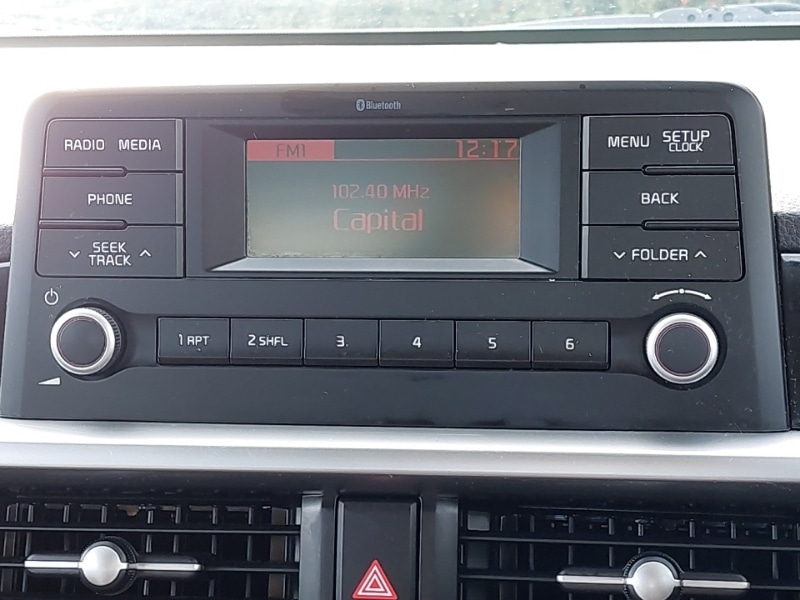 Bluetooth
RADIO MEDIA
PHONE
SEEK
TRACK
FM1 12:17
102.40 MHz
Capital
MENU SETUP
CLOCK
BACK
FOLDER
1 RPT 2 SHFL 3 4 5 6